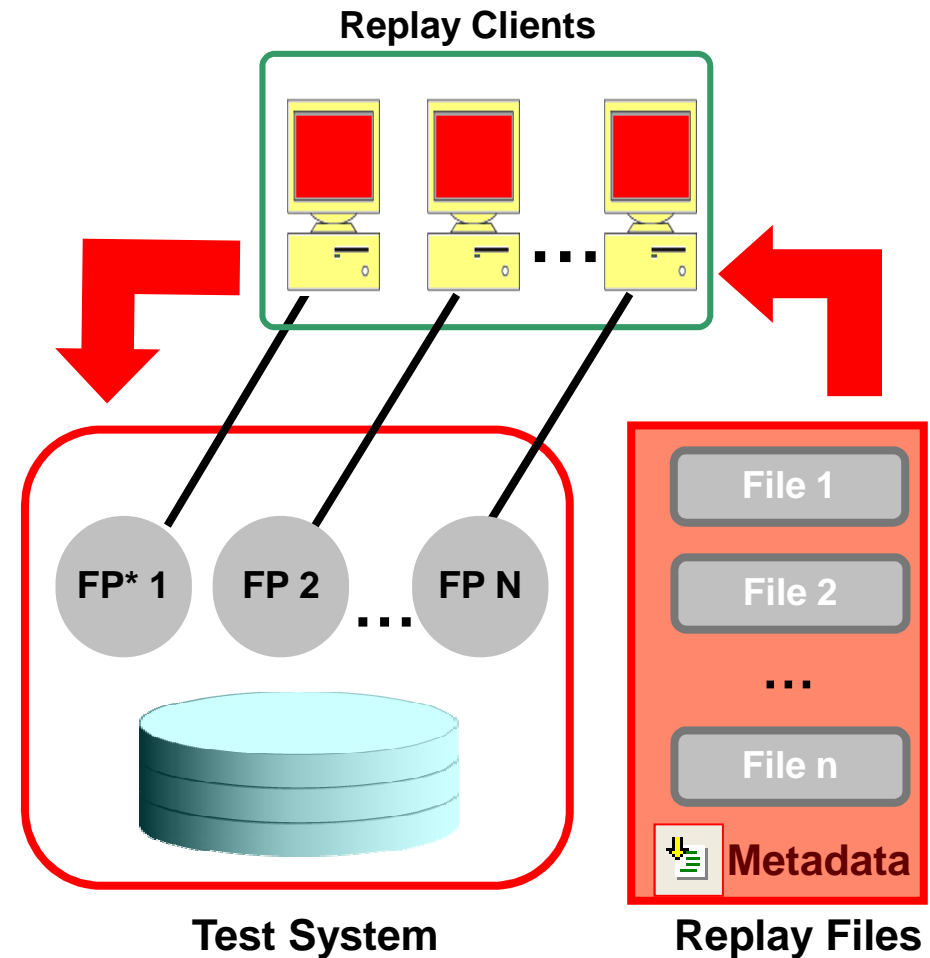 Replay Clients
...
File 1
FP* 1
FP 2
...
FP N
File 2
...
File n
Metadata
Test System
Replay Files